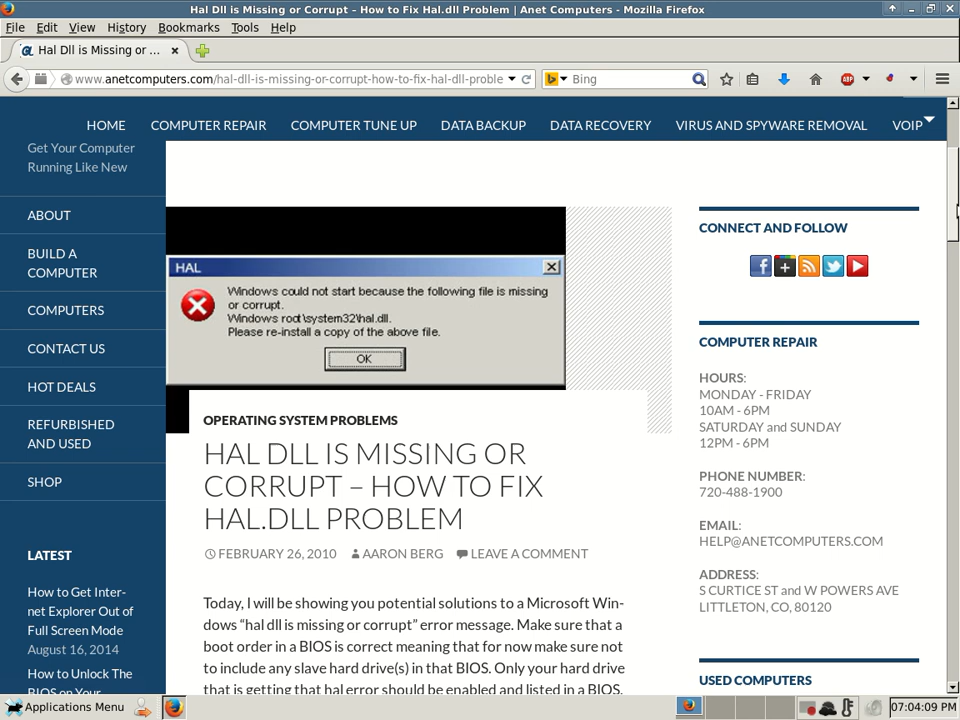 Hal Dll is Missing or Corrupt – How to Fix Hal.dll Problem | Anet Computers - Mozilla Firefox
File Edit View History Bookmarks Tools Help
Hal Dll is Missing or ...
www.anetcomputers.com/hal-dll-is-missing-or-corrupt-how-to-fix-hal-dll-proble
Bing
ABP
HOME COMPUTER REPAIR COMPUTER TUNE UP DATA BACKUP DATA RECOVERY VIRUS AND SPYWARE REMOVAL VOIP
Get Your Computer
Running Like New
ABOUT
BUILD A
COMPUTER
COMPUTERS
CONTACT US
HOT DEALS
REFURBISHED
AND USED
SHOP
LATEST
How to Get Inter-
net Explorer Out of
Full Screen Mode
August 16, 2014
How to Unlock The
BIOS on Your
HAL
Windows could not start because the following file is missing
or corrupt.
Windows root\system32\hal.dll.
Please re-install a copy of the above file.
OK
OPERATING SYSTEM PROBLEMS
HAL DLL IS MISSING OR
CORRUPT – HOW TO FIX
HAL.DLL PROBLEM
FEBRUARY 26, 2010 AARON BERG LEAVE A COMMENT
Today, I will be showing you potential solutions to a Microsoft Win-
dows “hal dll is missing or corrupt” error message. Make sure that a
boot order in a BIOS is correct meaning that for now make sure not
to include any slave hard drive(s) in that BIOS. Only your hard drive
that is getting that hal error should be enabled and listed in a BIOS.
CONNECT AND FOLLOW
COMPUTER REPAIR
HOURS:
MONDAY - FRIDAY
10AM - 6PM
SATURDAY and SUNDAY
12PM - 6PM
PHONE NUMBER:
720-488-1900
EMAIL:
HELP@ANETCOMPUTERS.COM
ADDRESS:
S CURTICE ST and W POWERS AVE
LITTLETON, CO, 80120
USED COMPUTERS
Applications Menu
07:04:09 PM